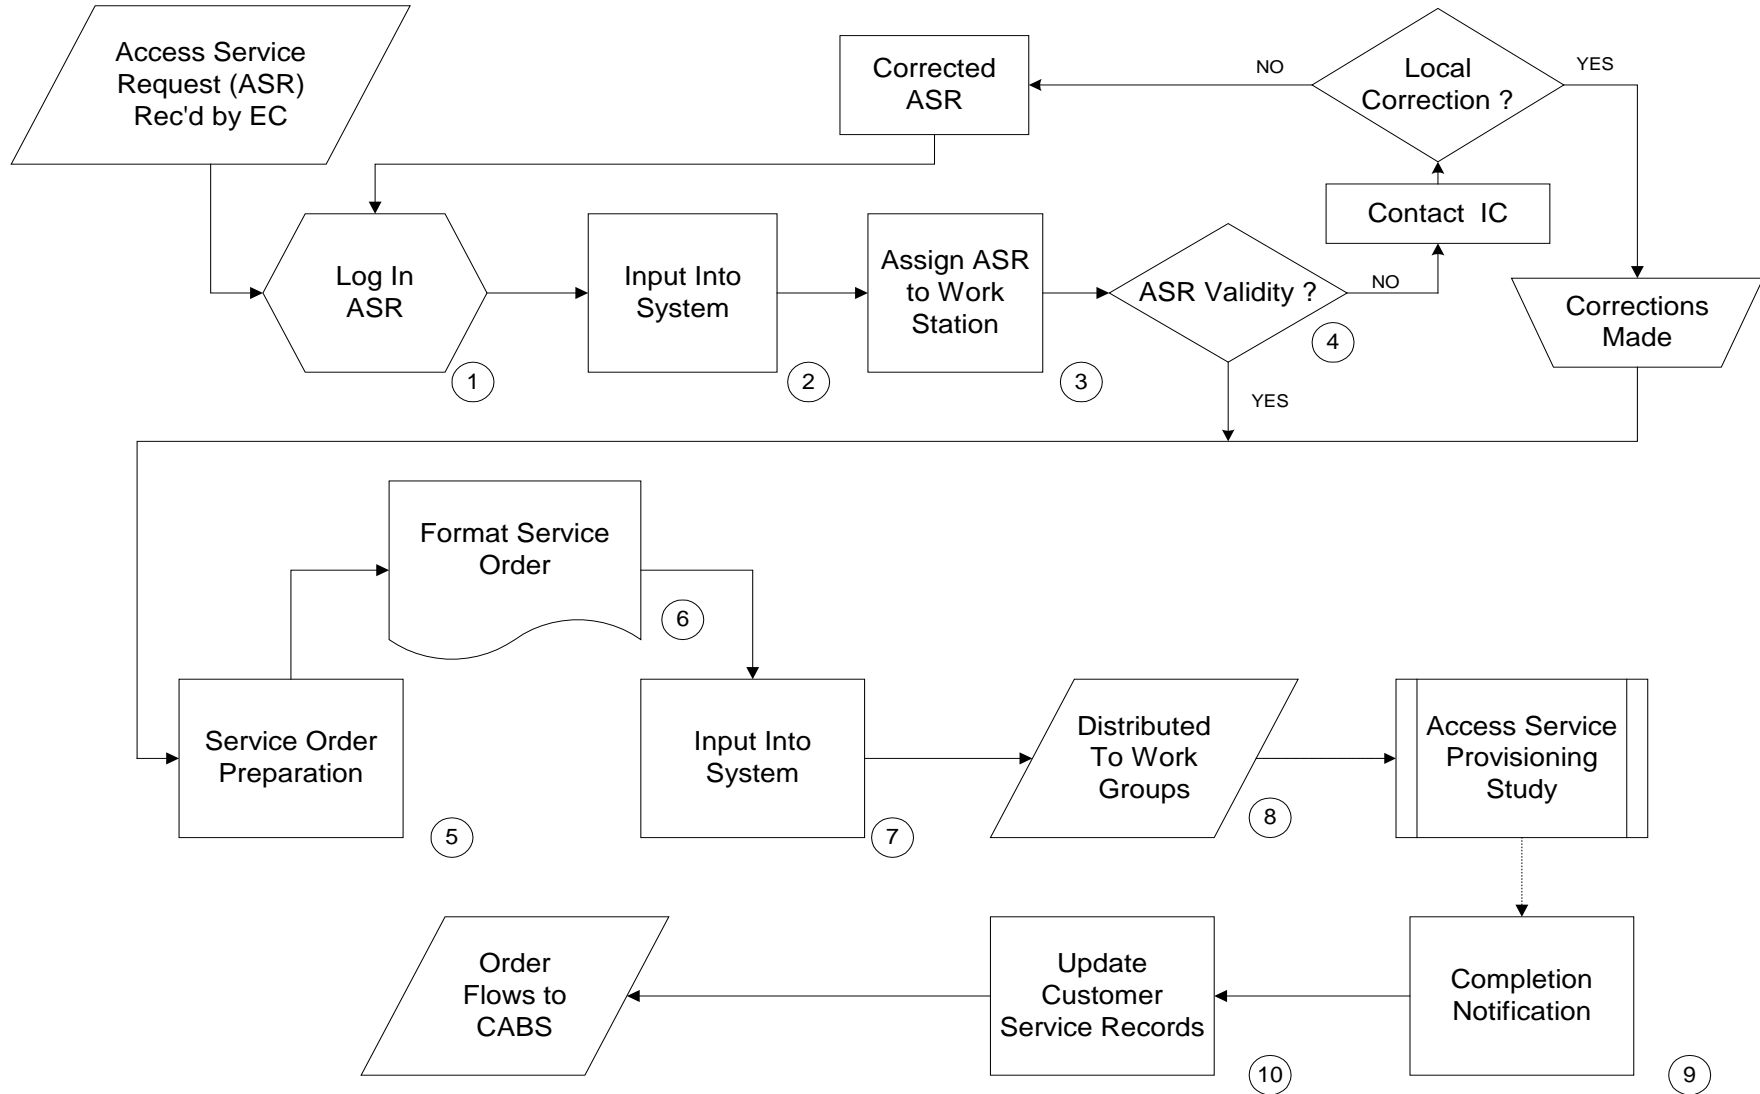 Access Service
Request (ASR)
Rec'd by EC
Corrected
ASR
NO
Local
Correction ?
YES
Contact IC
Log In
ASR
1
Input Into
System
2
Assign ASR
to Work
Station
3
ASR Validity ?
NO
4
YES
Corrections
Made
Format Service
Order
6
Service Order
Preparation
5
Input Into
System
7
Distributed
To Work
Groups
8
Access Service
Provisioning
Study
Order
Flows to
CABS
Update
Customer
Service Records
10
Completion
Notification
9